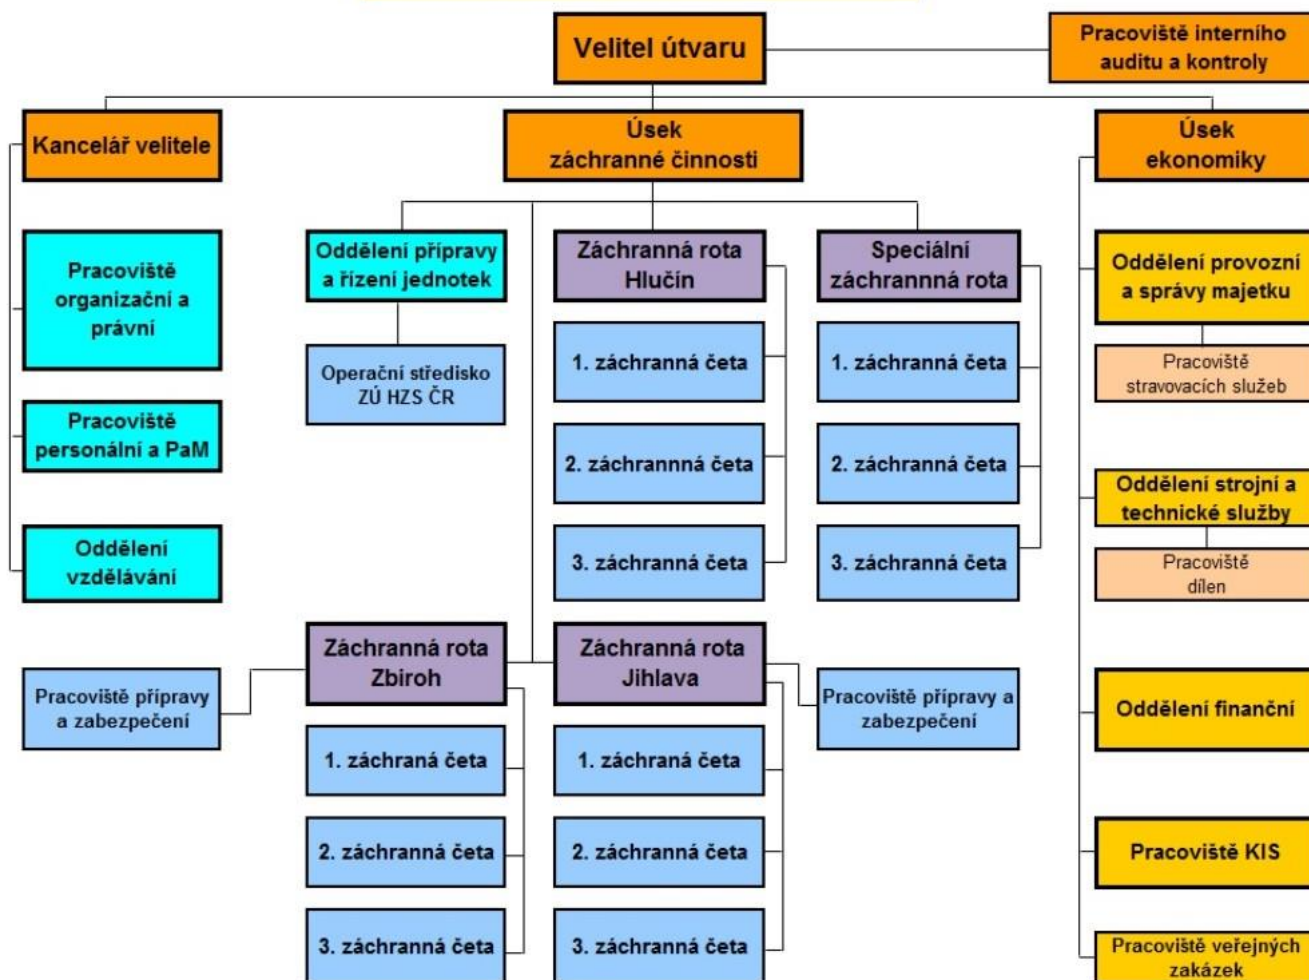 Velitel útvaru
Pracoviště interního
auditu a kontroly
Kancelář velitele
Úsek
záchranné činnosti
Úsek
ekonomiky
Pracoviště
organizační a
právní
Oddělení přípravy
a řízení jednotek
Záchranná rota
Hlučín
Speciální
záchrannná rota
Oddělení provozní
a správy majetku
Operační středisko
ZÚ HZS ČR
1. záchranná četa
1. záchranná četa
Pracoviště
stravovacích služeb
Pracoviště
personální a PaM
2. záchrannná četa
2. záchranná četa
Oddělení strojní a
technické služby
Oddělení
vzdělávání
3. záchranná četa
3. záchranná četa
Pracoviště
dílen
Záchranná rota
Zbiroh
Záchranná rota
Jihlava
Pracoviště přípravy
a zabezpečení
Pracoviště přípravy a
zabezpečení
Oddělení finanční
1. záchraná četa
1. záchraná četa
2. záchranná četa
2. záchranná četa
Pracoviště KIS
3. záchranná četa
3. záchranná četa
Pracoviště veřejných
zakázek